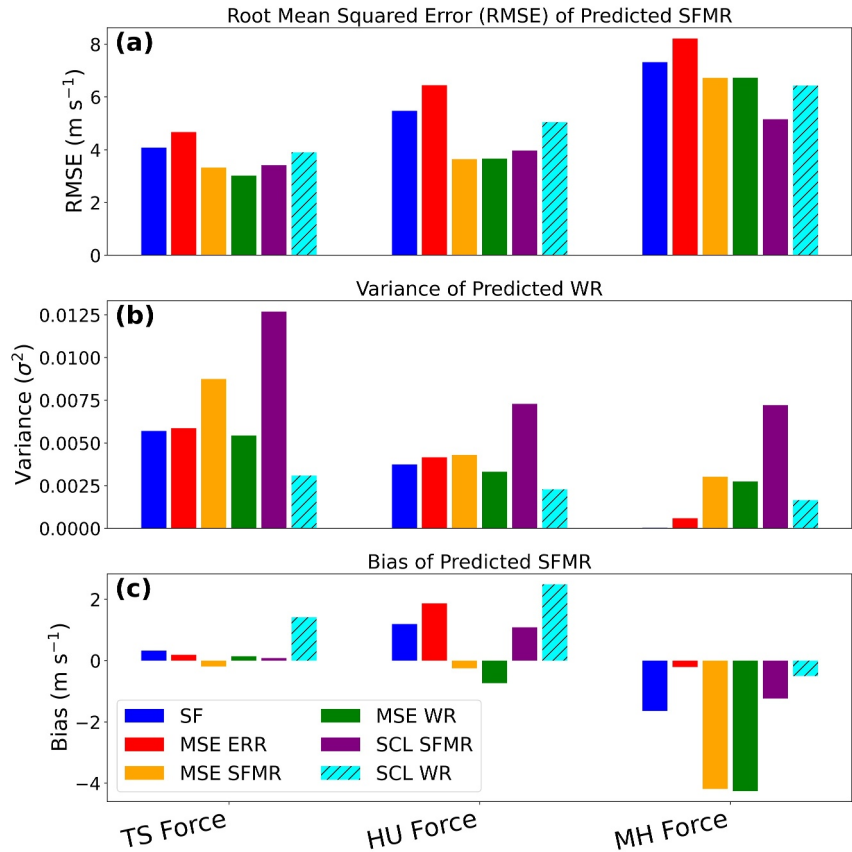 Root Mean Squared Error (RMSE) of Predicted SFMR
(a)
RMSE (m s⁻¹)
8
6
4
2
0
Variance of Predicted WR
(b)
Variance (σ²)
0.0125
0.0100
0.0075
0.0050
0.0025
0.0000
Bias of Predicted SFMR
(c)
Bias (m s⁻¹)
2
0
−2
−4
SF
MSE ERR
MSE SFMR
MSE WR
SCL SFMR
SCL WR
TS Force
HU Force
MH Force